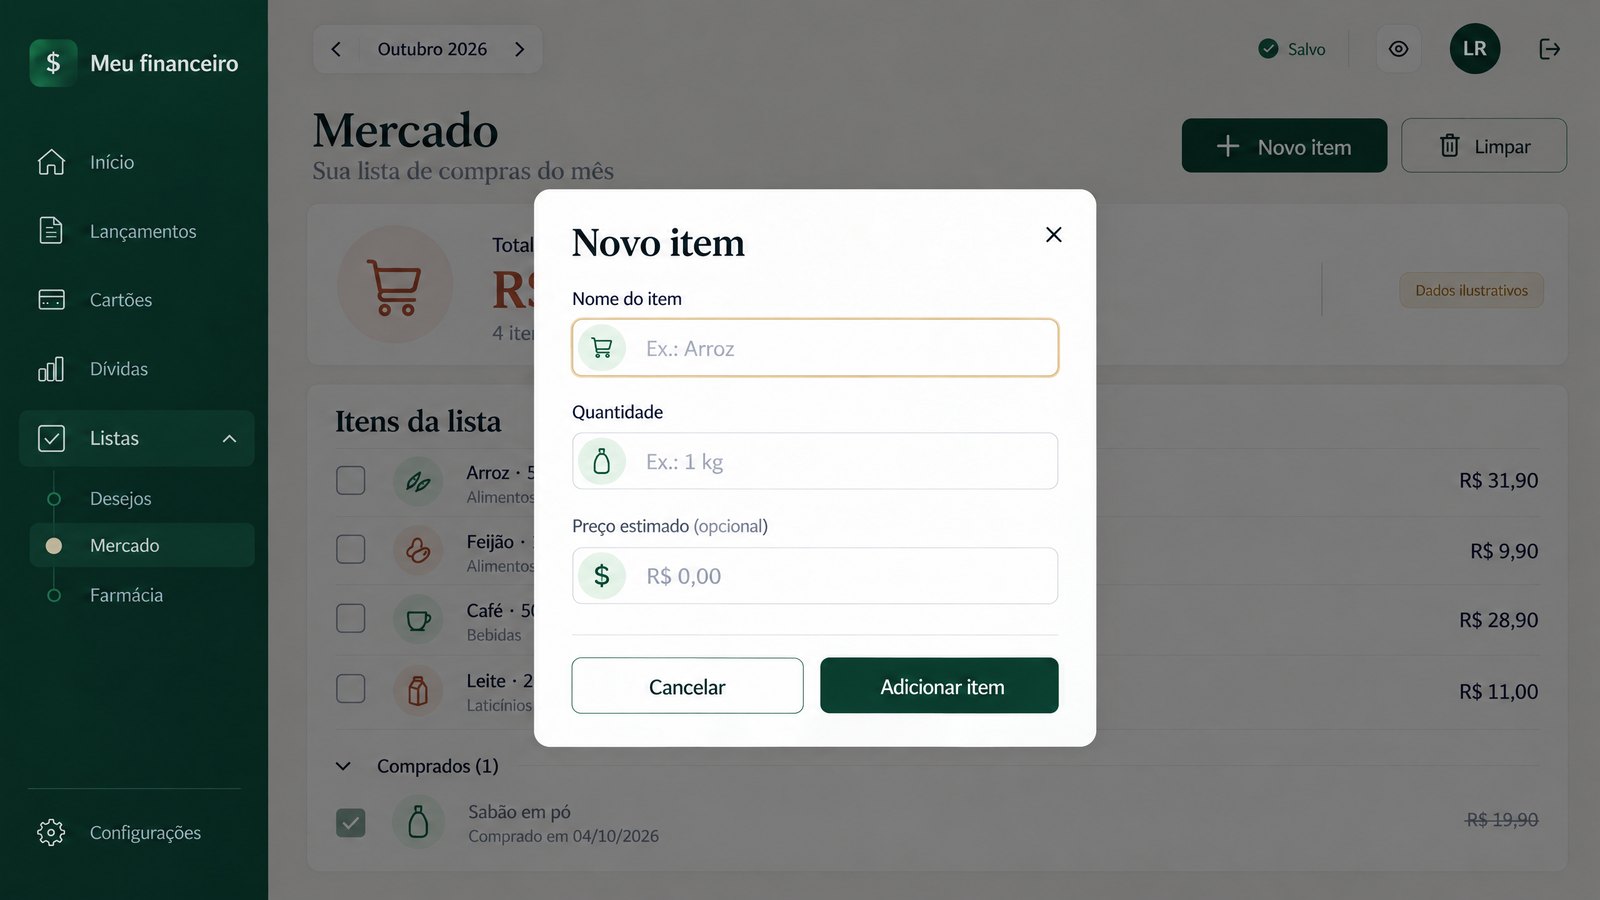 $ Meu financeiro
Início
Lançamentos
Cartões
Dívidas
Listas
Desejos
Mercado
Farmácia
Configurações
Outubro 2026
Salvo
LR
Mercado
Sua lista de compras do mês
Novo item
Limpar
Total
R$
4
Dados ilustrativos
Itens da lista
Arroz · 5
Alimentos
R$ 31,90
Feijão ·
Alimentos
R$ 9,90
Café · 50
Bebidas
R$ 28,90
Leite · 2
Laticínios
R$ 11,00
Comprados (1)
Sabão em pó
Comprado em 04/10/2026
R$ 19,90
Novo item
Nome do item
Ex.: Arroz
Quantidade
Ex.: 1 kg
Preço estimado (opcional)
$ R$ 0,00
Cancelar
Adicionar item